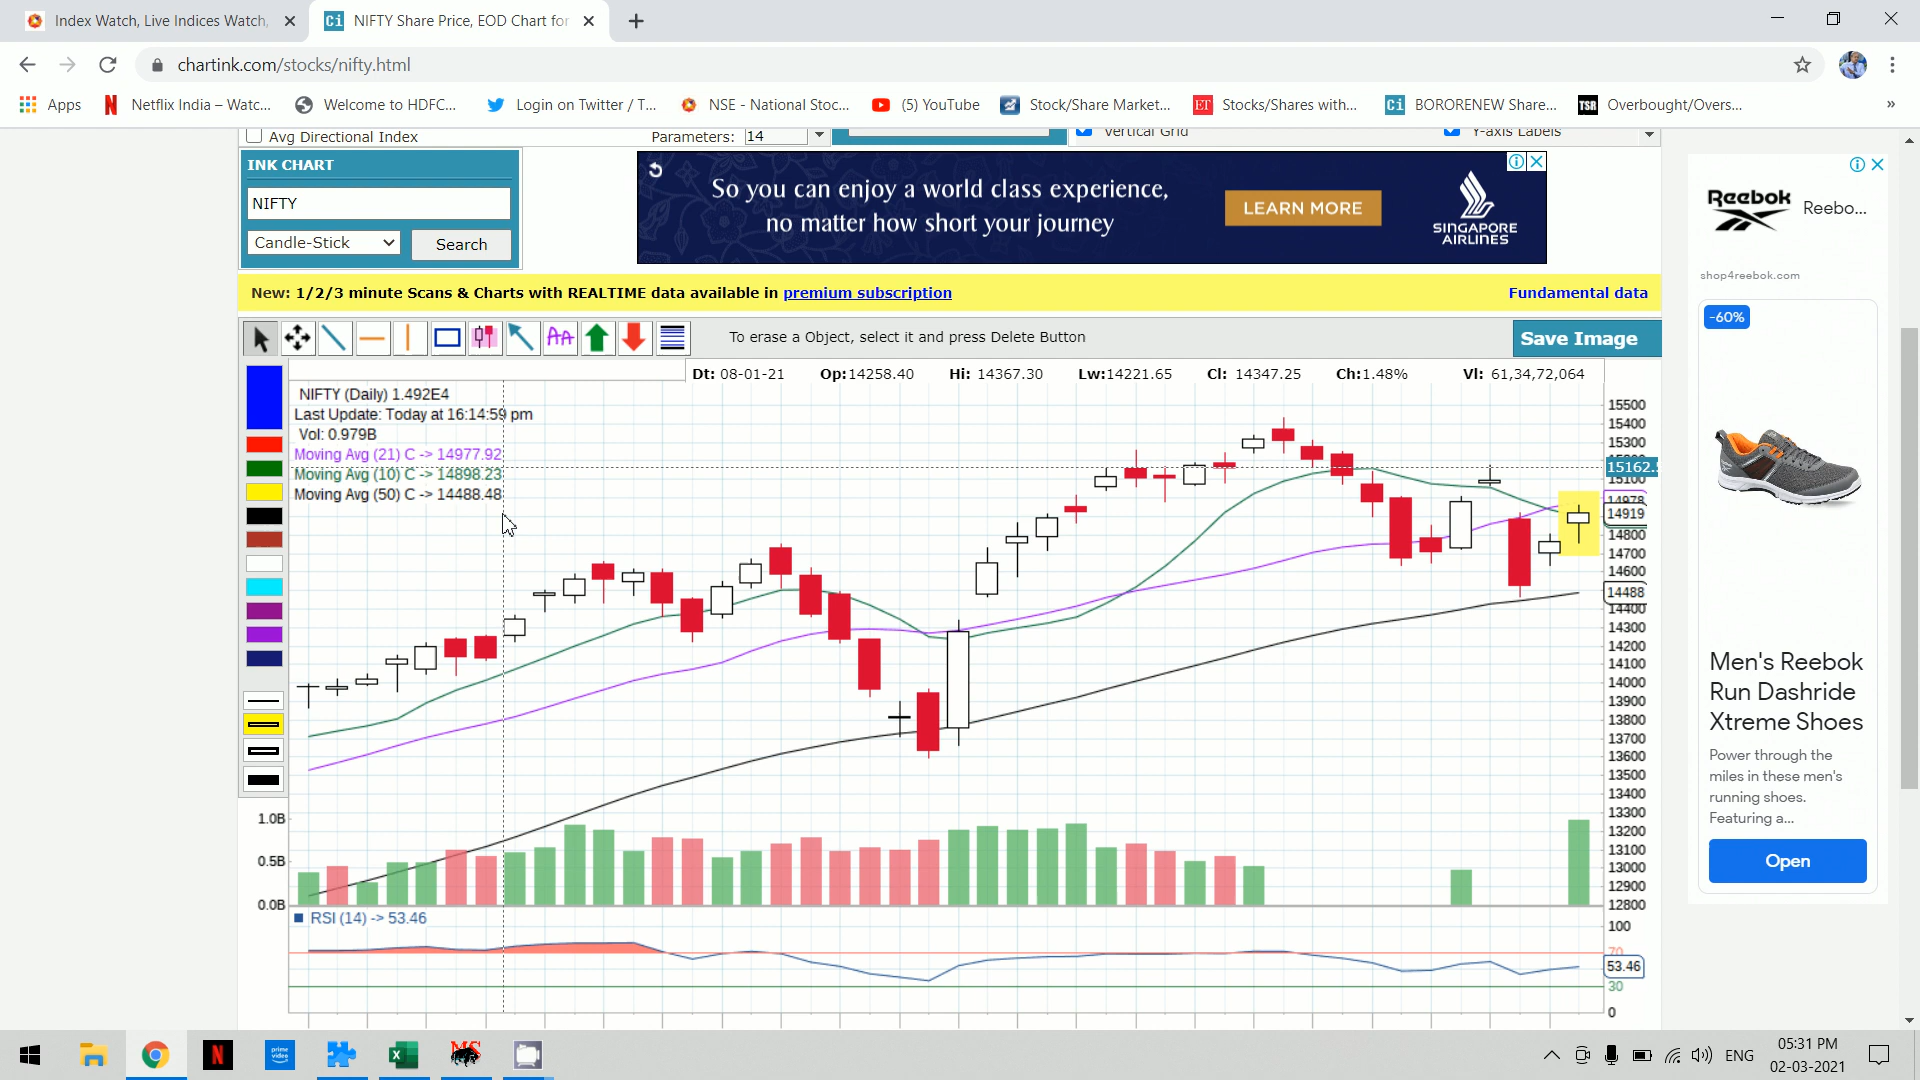 Index Watch, Live Indices Watch,
NIFTY Share Price, EOD Chart for
chartink.com/stocks/nifty.html
Apps
Netflix India – Watc...
Welcome to HDFC...
Login on Twitter / T...
NSE - National Stoc...
(5) YouTube
Stock/Share Market...
Stocks/Shares with...
BORORENEW Share...
Overbought/Overs...
Avg Directional Index
Parameters: 14
Vertical Grid
Y-axis Labels
INK CHART
NIFTY
Candle-Stick
Search
So you can enjoy a world class experience,
no matter how short your journey
LEARN MORE
SINGAPORE
AIRLINES
Reebok
Reebo...
shop4reebok.com
New: 1/2/3 minute Scans & Charts with REALTIME data available in premium subscription
Fundamental data
To erase a Object, select it and press Delete Button
Save Image
Dt: 08-01-21 Op:14258.40 Hi: 14367.30 Lw:14221.65 Cl: 14347.25 Ch:1.48% Vl: 61,34,72,064
NIFTY (Daily) 1.492E4
Last Update: Today at 16:14:59 pm
Vol: 0.979B
Moving Avg (21) C -> 14977.92
Moving Avg (10) C -> 14898.23
Moving Avg (50) C -> 14488.48
15500
15400
15300
15162.5
15100
14978
14919
14800
14700
14600
14488
14400
14300
14200
14100
14000
13900
13800
13700
13600
13500
13400
13300
13200
13100
13000
12900
12800
1.0B
0.5B
0.0B
RSI (14) -> 53.46
100
70
53.46
30
0
-60%
Men's Reebok
Run Dashride
Xtreme Shoes
Power through the
miles in these men's
running shoes.
Featuring a...
Open
ENG
05:31 PM
02-03-2021